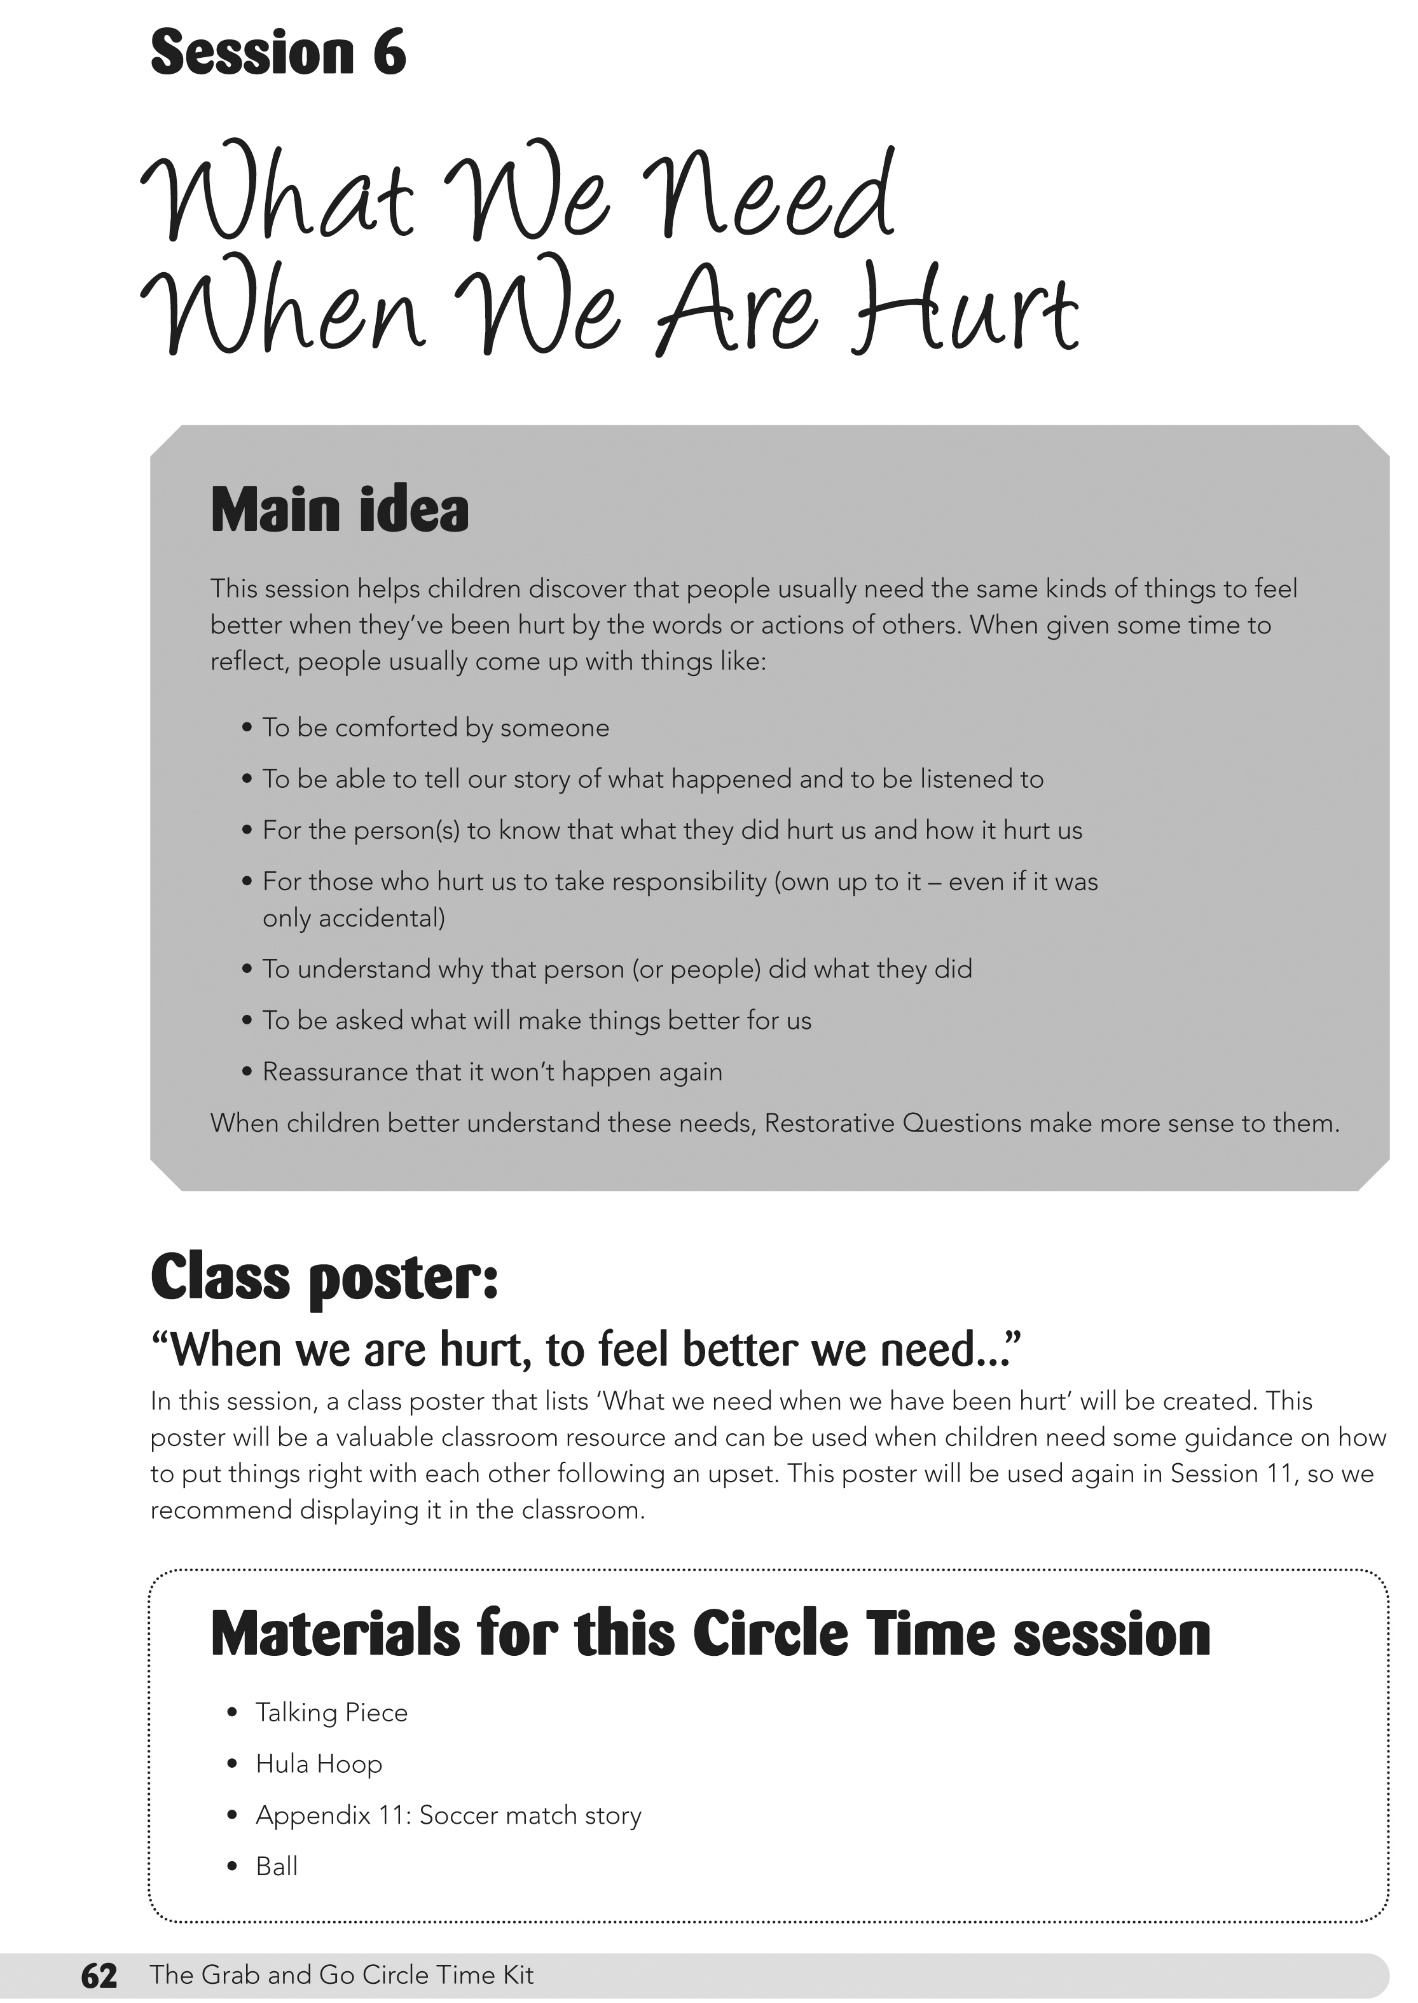 Session 6
What We Need
When We Are Hurt
Main idea
This session helps children discover that people usually need the same kinds of things to feel
better when they’ve been hurt by the words or actions of others. When given some time to
reflect, people usually come up with things like:
• To be comforted by someone
• To be able to tell our story of what happened and to be listened to
• For the person(s) to know that what they did hurt us and how it hurt us
• For those who hurt us to take responsibility (own up to it – even if it was
only accidental)
• To understand why that person (or people) did what they did
• To be asked what will make things better for us
• Reassurance that it won’t happen again
When children better understand these needs, Restorative Questions make more sense to them.
Class poster:
“When we are hurt, to feel better we need...”
In this session, a class poster that lists ‘What we need when we have been hurt’ will be created. This
poster will be a valuable classroom resource and can be used when children need some guidance on how
to put things right with each other following an upset. This poster will be used again in Session 11, so we
recommend displaying it in the classroom.
Materials for this Circle Time session
• Talking Piece
• Hula Hoop
• Appendix 11: Soccer match story
• Ball
62 The Grab and Go Circle Time Kit